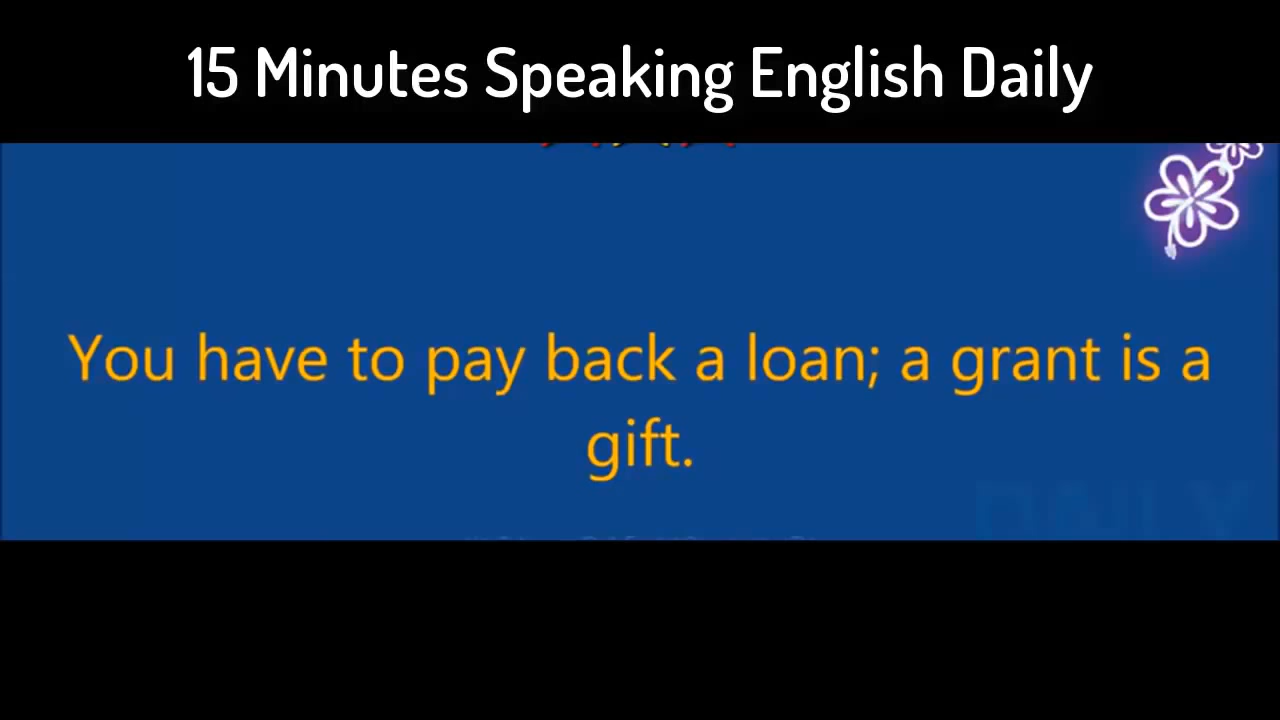 15 Minutes Speaking English Daily
You have to pay back a loan; a grant is a
gift.